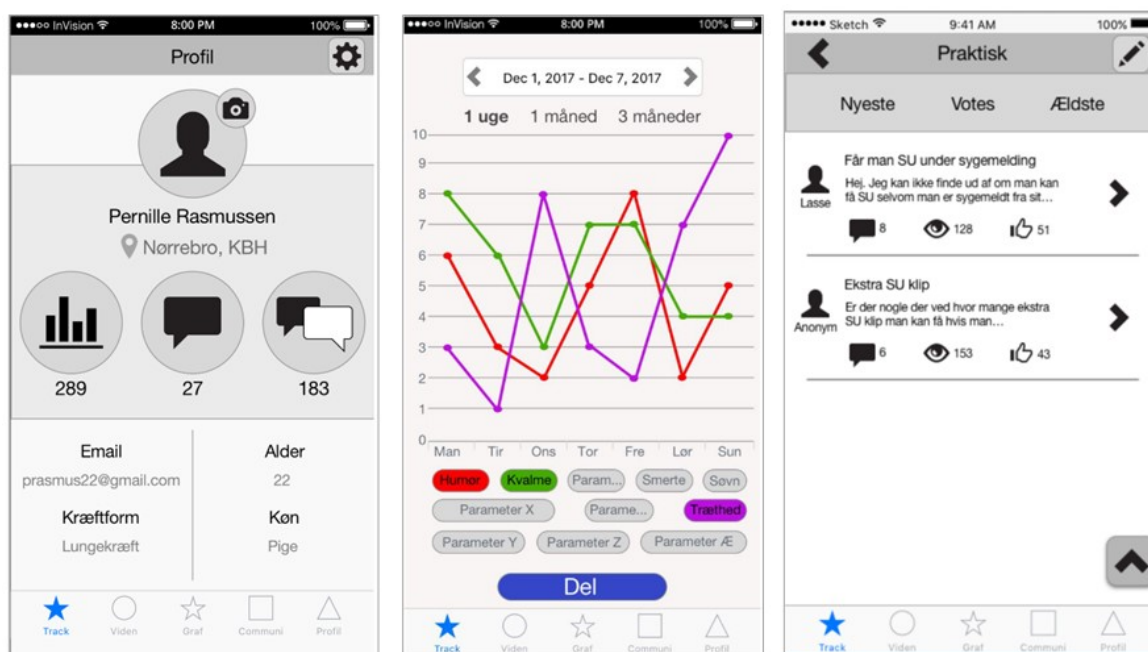 InVision 8:00 PM 100%
Profil
Pernille Rasmussen
Nørrebro, KBH
289 27 183
Email Alder
prasmus22@gmail.com 22
Kræftform Køn
Lungekræft Pige
Track Viden Graf Communi Profil
InVision 8:00 PM 100%
Dec 1, 2017 - Dec 7, 2017
1 uge 1 måned 3 måneder
10
9
8
7
6
5
4
3
2
1
0
Man Tir Ons Tor Fre Lør Sun
Humør Kvalme Param... Smerte Søvn
Parameter X Parame... Træthed
Parameter Y Parameter Z Parameter Æ
Del
Track Viden Graf Communi Profil
Sketch 9:41 AM 100%
Praktisk
Nyeste Votes Ældste
Får man SU under sygemelding
Hej. Jeg kan ikke finde ud af om man kan
få SU selvom man er sygemeldt fra sit...
Lasse
8 128 51
Ekstra SU klip
Er der nogle der ved hvor mange ekstra
SU klip man kan få hvis man...
Anonym
6 153 43
Track Viden Graf Communi Profil